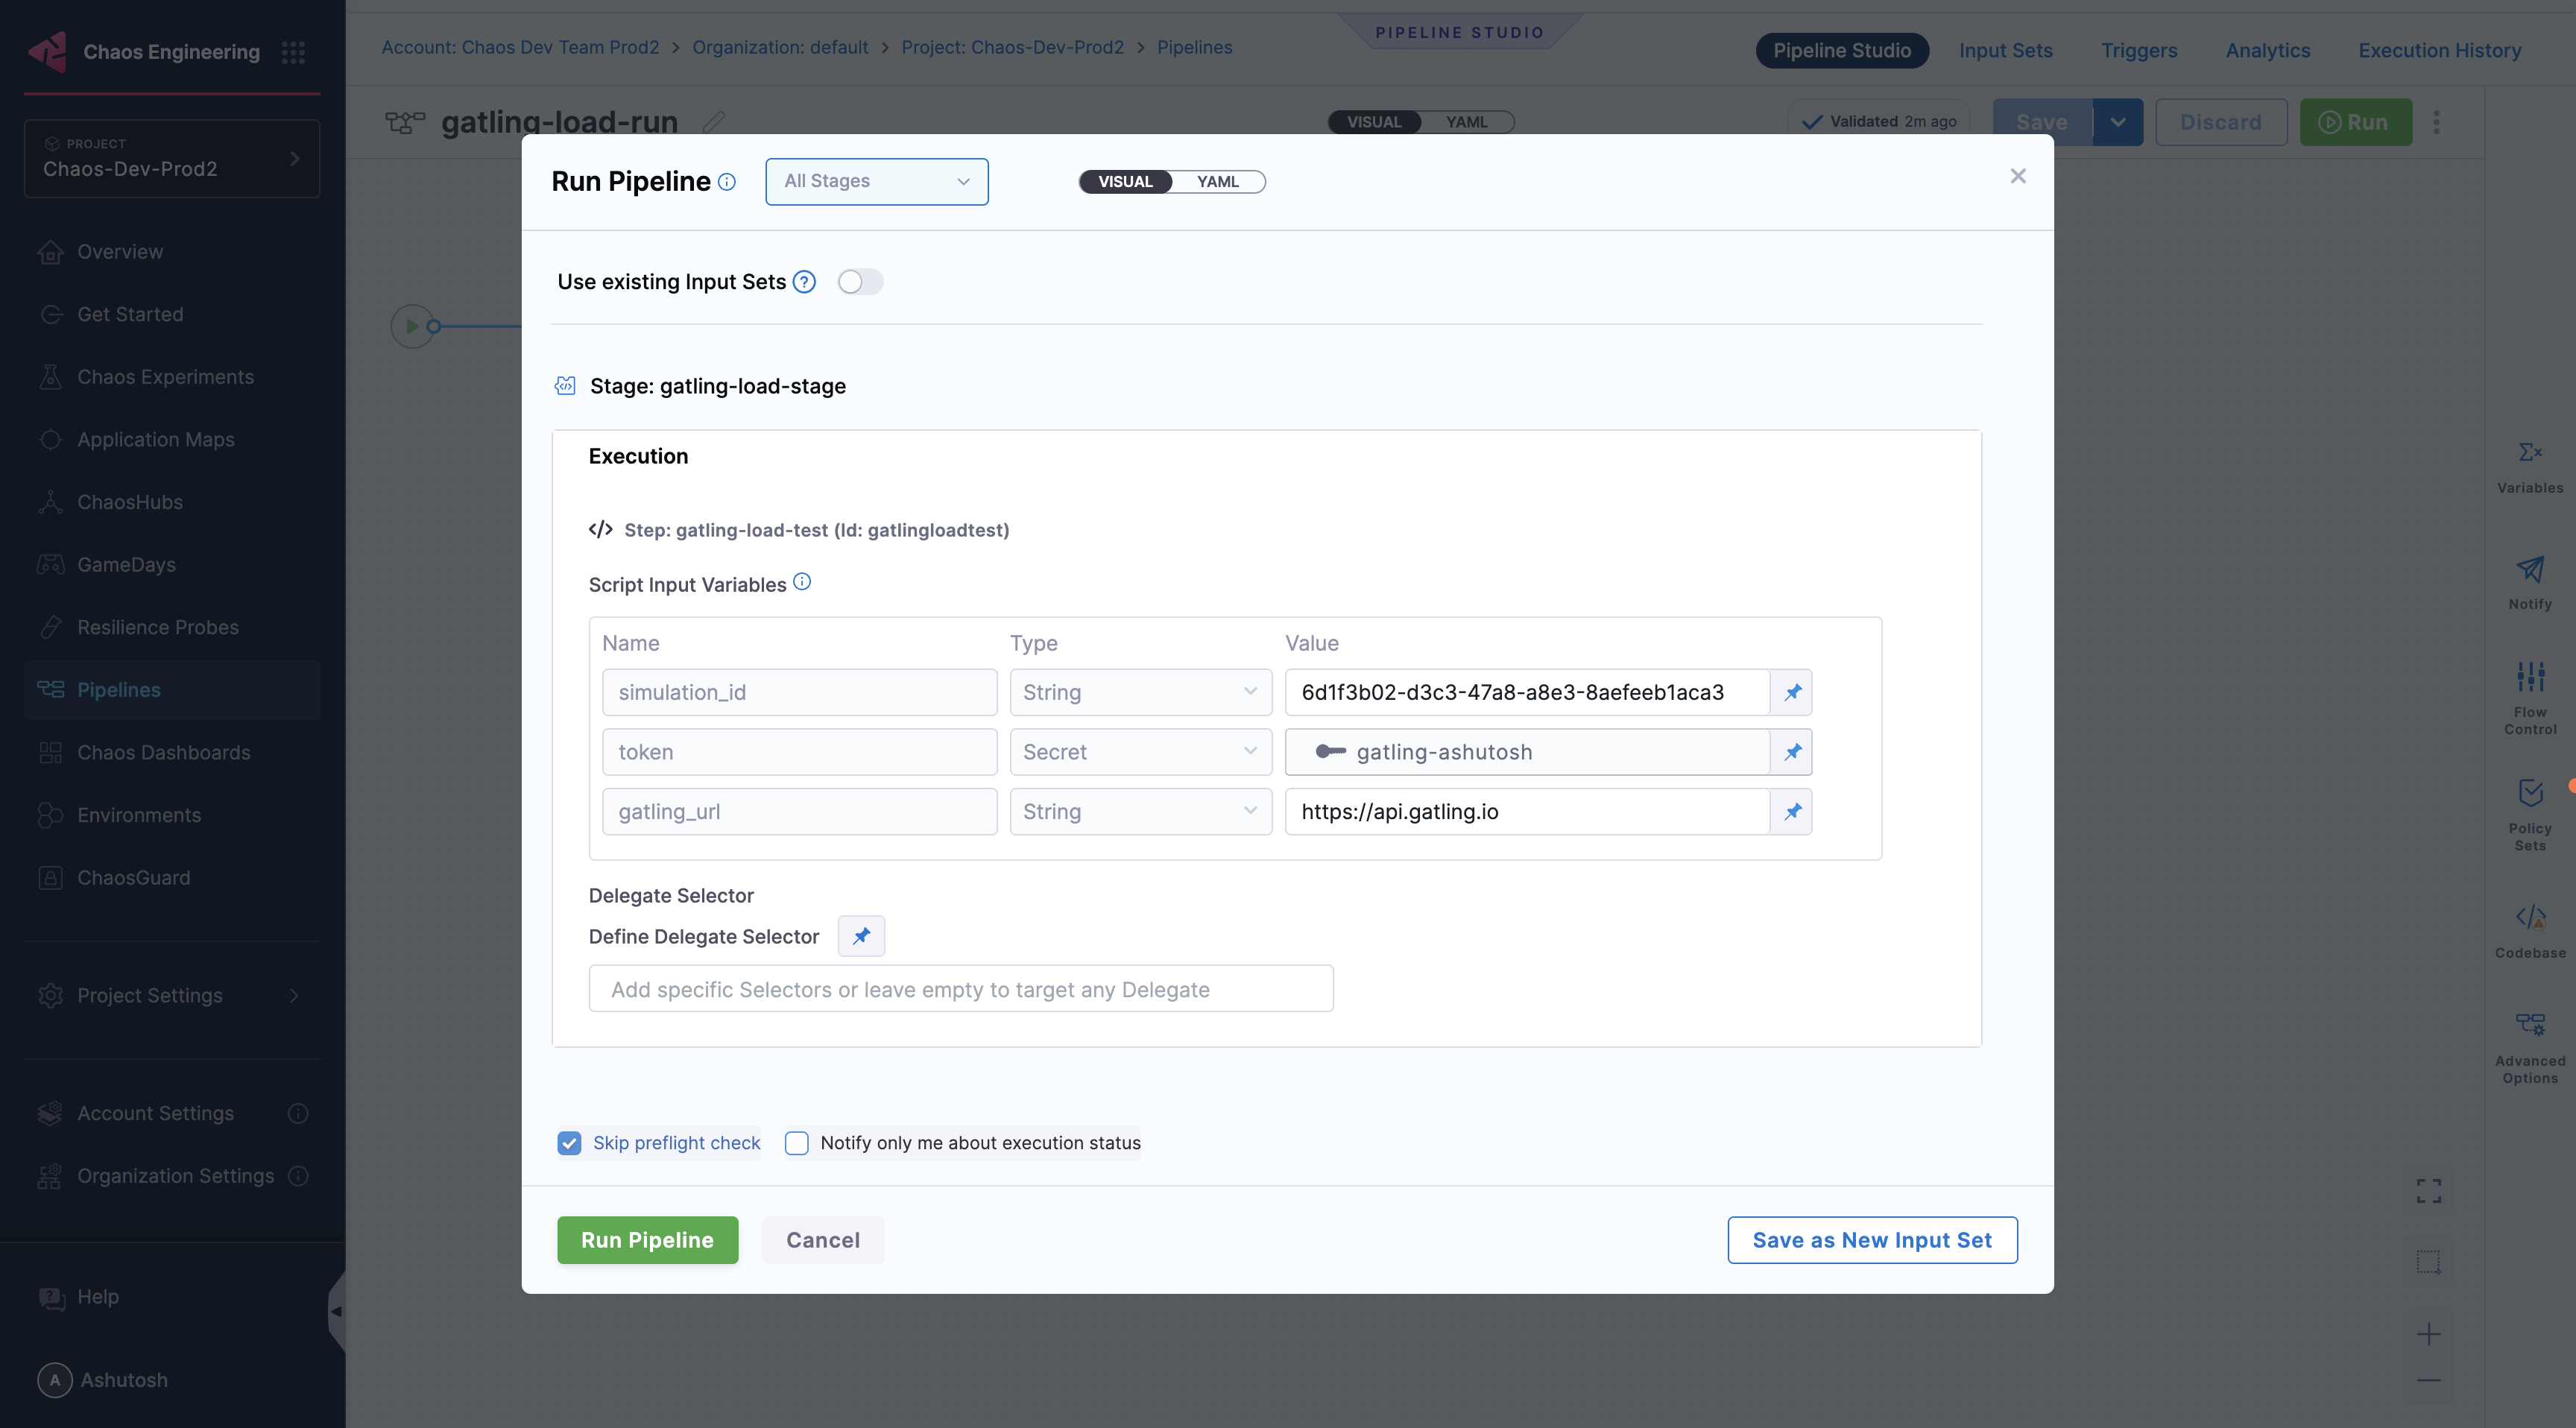 Chaos Engineering
PROJECT
Chaos-Dev-Prod2
Overview
Get Started
Chaos Experiments
Application Maps
ChaosHubs
GameDays
Resilience Probes
Pipelines
Chaos Dashboards
Environments
ChaosGuard
Project Settings
Account Settings
Organization Settings
Help
A Ashutosh
Account: Chaos Dev Team Prod2 > Organization: default > Project: Chaos-Dev-Prod2 > Pipelines
PIPELINE STUDIO
Pipeline Studio Input Sets Triggers Analytics Execution History
gatling-load-run
VISUAL YAML
Validated 2m ago
Save Discard Run
Run Pipeline
All Stages
VISUAL YAML
Use existing Input Sets
Stage: gatling-load-stage
Execution
Step: gatling-load-test (Id: gatlingloadtest)
Script Input Variables
Name Type Value
simulation_id String 6d1f3b02-d3c3-47a8-a8e3-8aefeeb1aca3
token Secret gatling-ashutosh
gatling_url String https://api.gatling.io
Delegate Selector
Define Delegate Selector
Add specific Selectors or leave empty to target any Delegate
Skip preflight check Notify only me about execution status
Run Pipeline Cancel Save as New Input Set
Variables
Notify
Flow
Control
Policy
Sets
Codebase
Advanced
Options